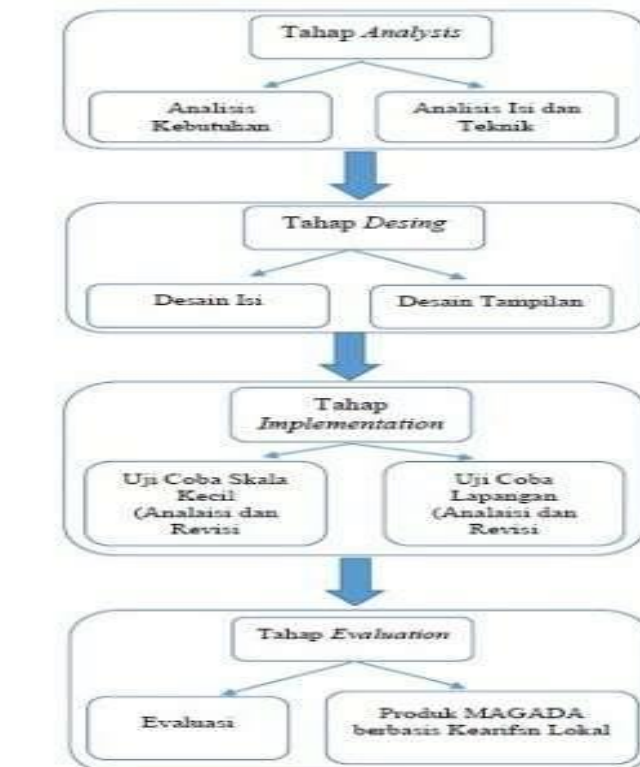 Tahap Analysis
Analisis
Kebutuhan
Analisis Isi dan
Teknik
Tahap Desing
Desain Isi
Desain Tampilan
Tahap
Implementation
Uji Coba Skala
Kecil
(Analaisi dan
Revisi
Uji Coba
Lapangan
(Analaisi dan
Revisi
Tahap Evaluation
Evaluasi
Produk MAGADA
berbasis Kearifsn Lokal